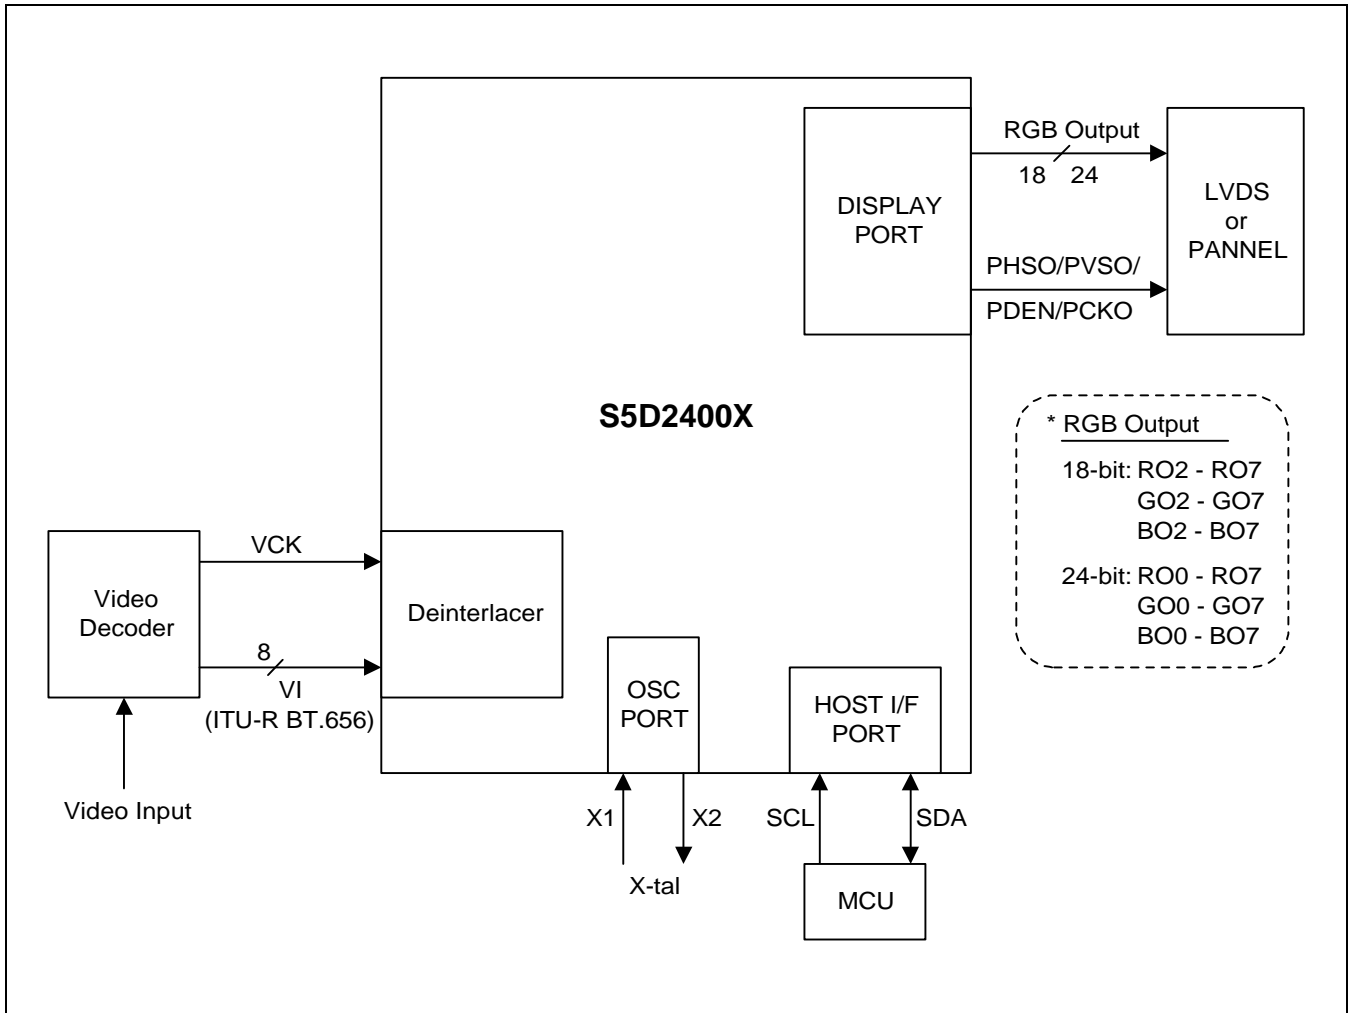 RGB Output
18 24
DISPLAY
PORT
LVDS
or
PANNEL
PHSO/PVSO/
PDEN/PCKO
S5D2400X
* RGB Output
18-bit: RO2 - RO7
GO2 - GO7
BO2 - BO7
24-bit: RO0 - RO7
GO0 - GO7
BO0 - BO7
Video
Decoder
VCK
8
VI
(ITU-R BT.656)
Deinterlacer
Video Input
OSC
PORT
HOST I/F
PORT
X1
X2
X-tal
SCL
SDA
MCU